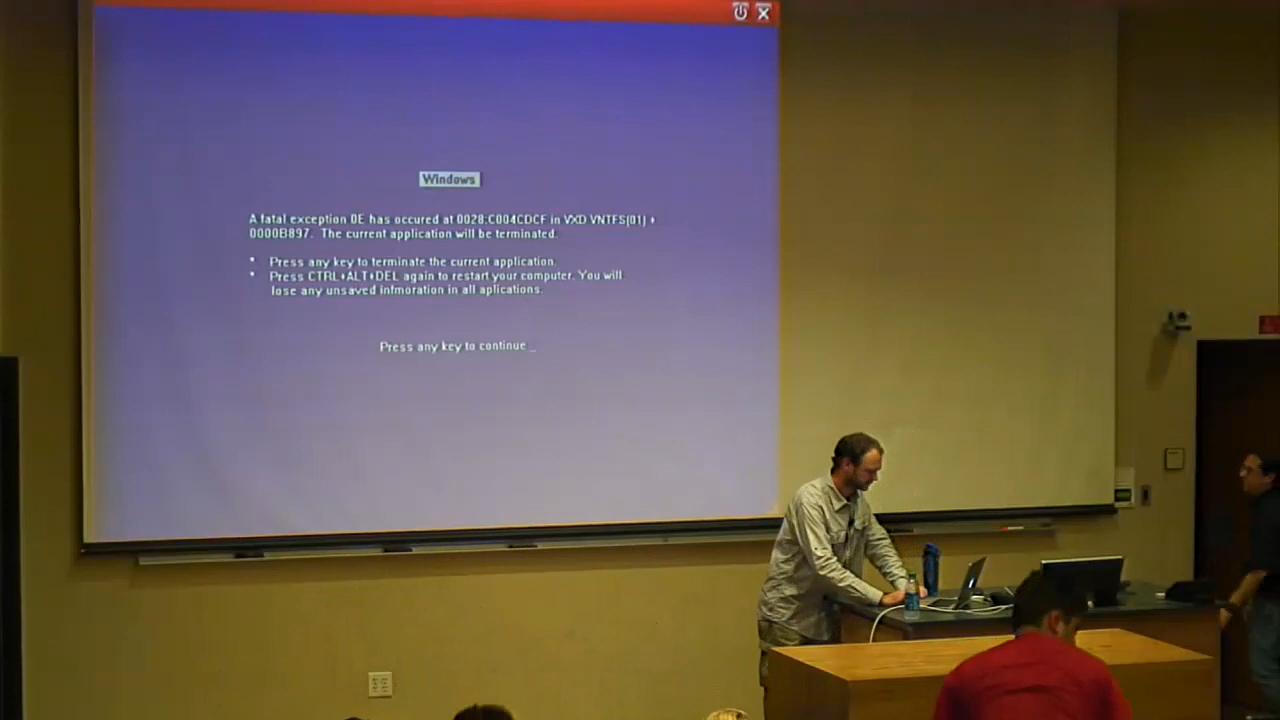 Windows
A fatal exception 0E has occured at 0028:C004CDCF in VXD VNTFS(01) +
0000B897. The current application will be terminated.
* Press any key to terminate the current application.
* Press CTRL+ALT+DEL again to restart your computer. You will
lose any unsaved infmoration in all aplications.
Press any key to continue _